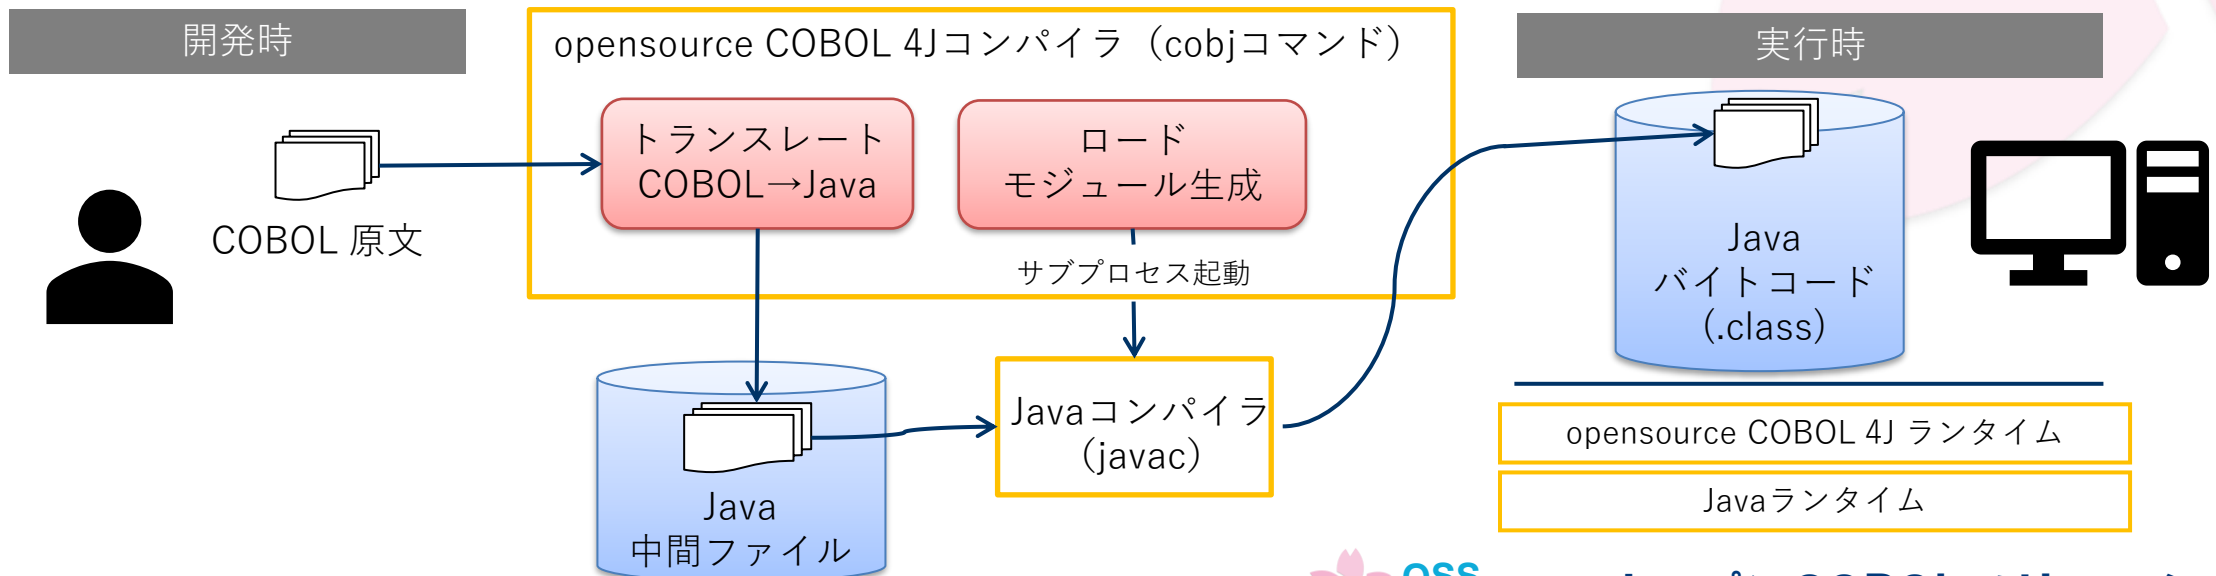 開発時
opensource COBOL 4Jコンパイラ（cobjコマンド）
実行時
トランスレート
COBOL→Java
ロード
モジュール生成
COBOL 原文
サブプロセス起動
Java
バイトコード
(.class)
Javaコンパイラ
(javac)
opensource COBOL 4J ランタイム
Javaランタイム
Java
中間ファイル
OSS
COBOL